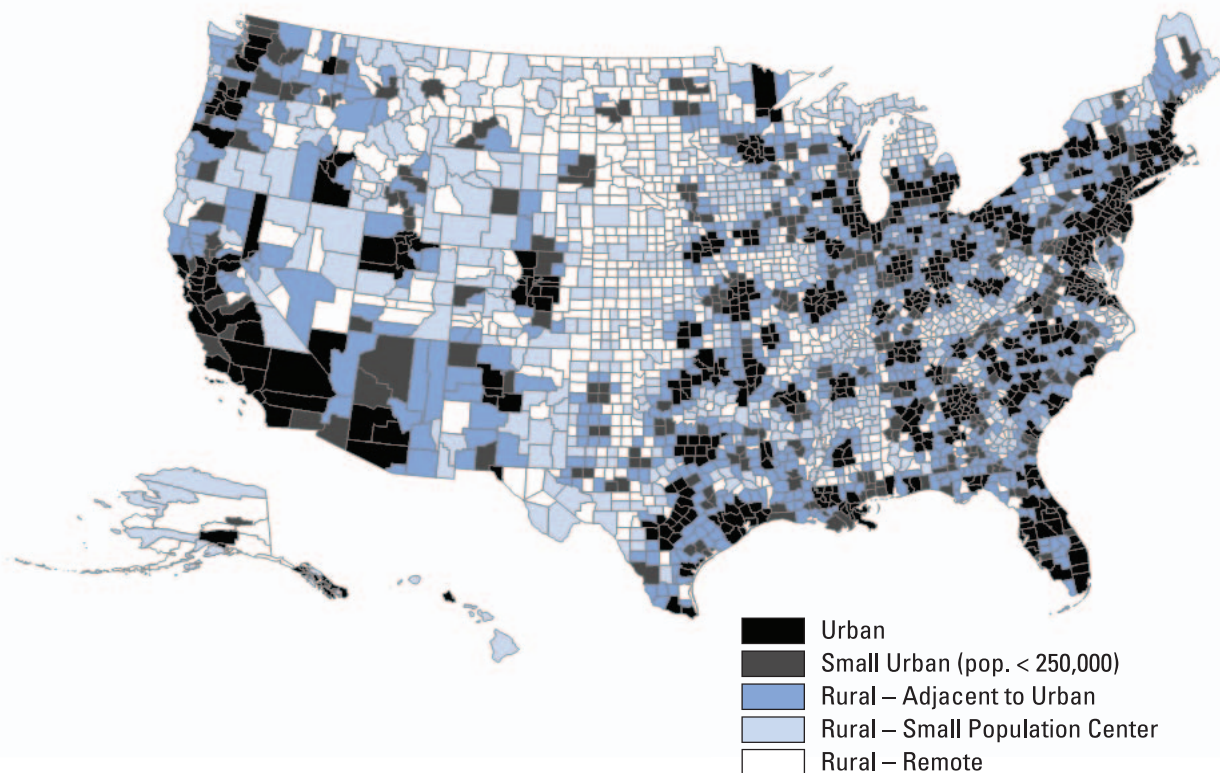 Urban
Small Urban (pop. < 250,000)
Rural – Adjacent to Urban
Rural – Small Population Center
Rural – Remote